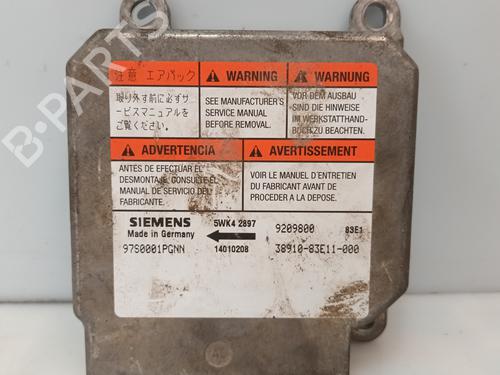 注意 エアバック
取り外す前に必ずサ
ービスマニュアルを
ご覧ください。
WARNING
SEE MANUFACTURER'S
SERVICE MANUAL
BEFORE REMOVAL.
WARNUNG
VOR DEM AUSBAU
SIND DIE HINWEISE
IM WERKSTATTHAND-
BUCH ZU BEACHTEN.
ADVERTENCIA
ANTES DE EFECTUAR EL
DESMONTAJE, CONSULTE EL
MANUAL DE SERVICIO DEL
FABRICANTE.
AVERTISSEMENT
VOIR LE MANUEL D'ENTRETIEN
DU FABRICANT AVANT DE
PROCEDER A LA DEPOSE.
SIEMENS 5WK4 2897 9209800 83E1
Made in Germany
97S0001PGNN 14010208 38910-83E11-000
B-PARTS